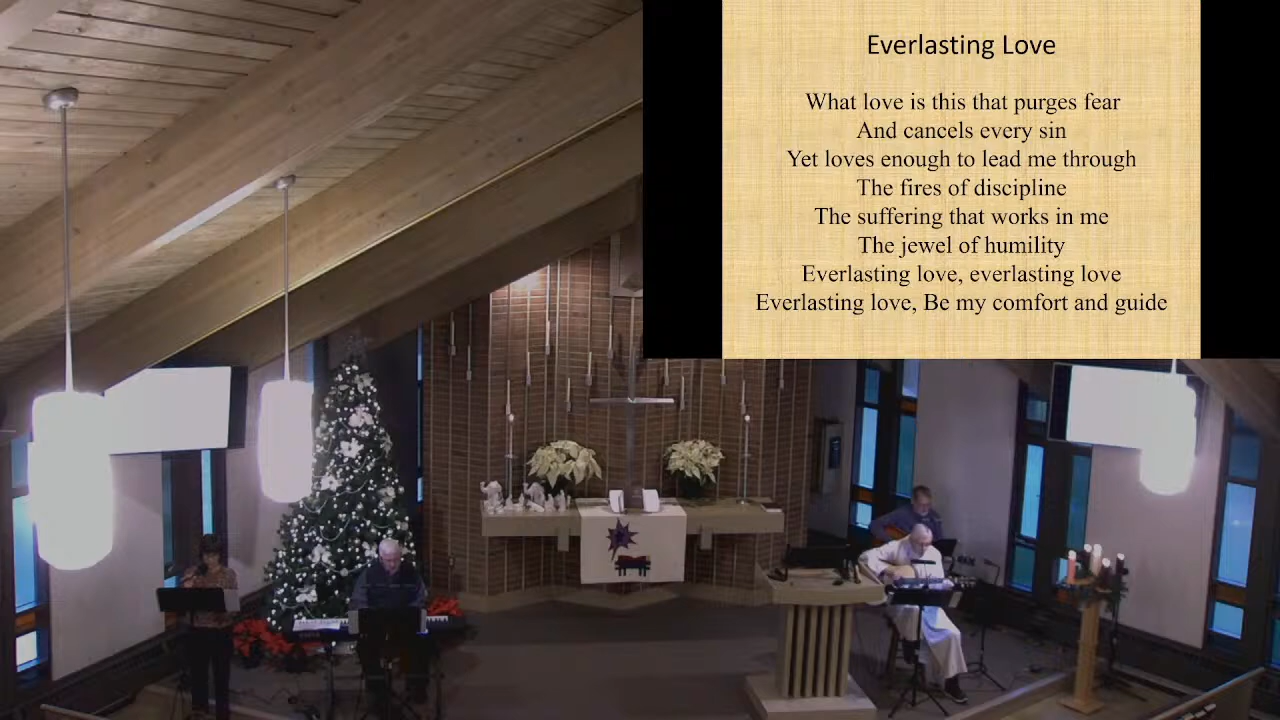 Everlasting Love
What love is this that purges fear
And cancels every sin
Yet loves enough to lead me through
The fires of discipline
The suffering that works in me
The jewel of humility
Everlasting love, everlasting love
Everlasting love, Be my comfort and guide